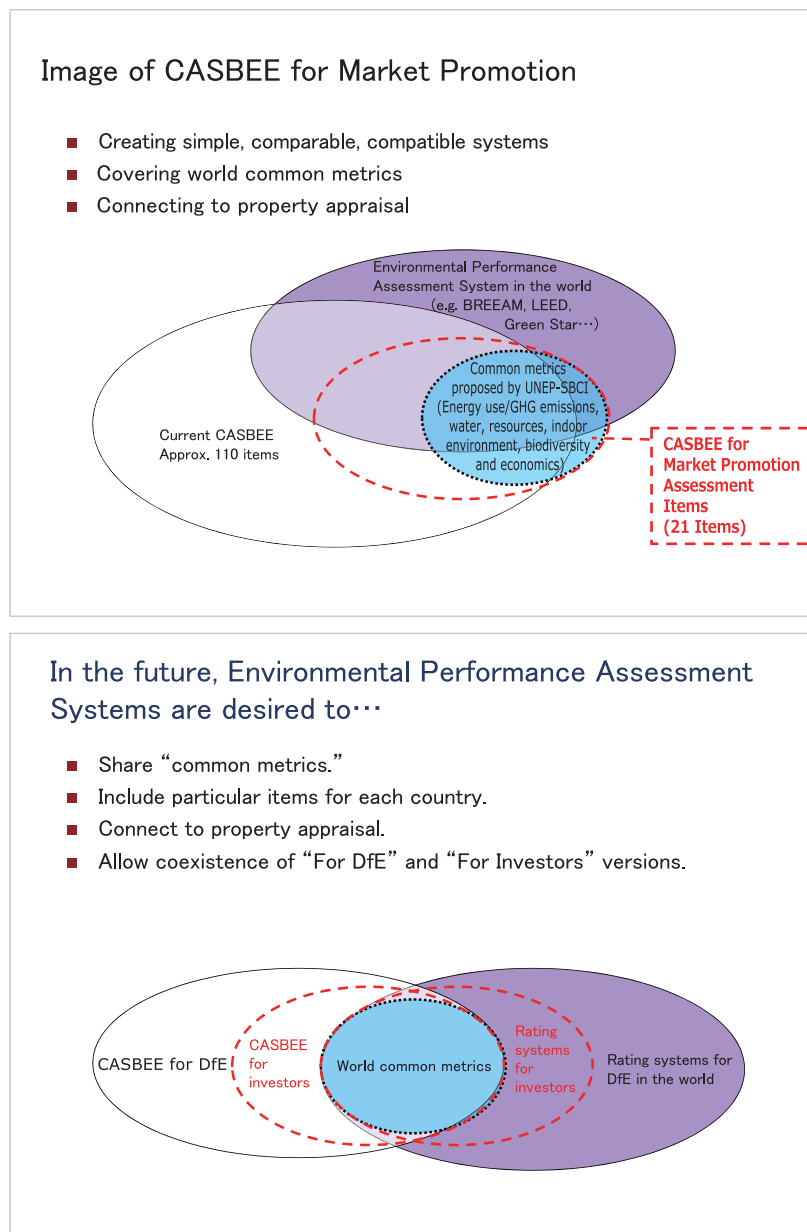 Image of CASBEE for Market Promotion
■ Creating simple, comparable, compatible systems
■ Covering world common metrics
■ Connecting to property appraisal
Environmental Performance
Assessment System in the world
(e.g. BREEAM, LEED,
Green Star…)
Common metrics
proposed by UNEP-SBCI
(Energy use/GHG emissions,
water, resources, indoor
environment, biodiversity
and economics)
Current CASBEE
Approx. 110 items
CASBEE for
Market Promotion
Assessment
Items
(21 Items)
In the future, Environmental Performance Assessment
Systems are desired to…
■ Share “common metrics.”
■ Include particular items for each country.
■ Connect to property appraisal.
■ Allow coexistence of “For DfE” and “For Investors” versions.
CASBEE for DfE
CASBEE
for
investors
World common metrics
Rating
systems
for
investors
Rating systems for
DfE in the world